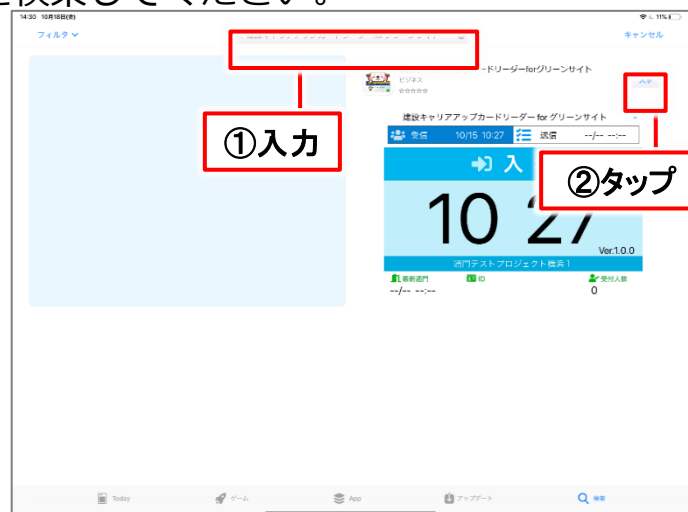 を検索してください。
14:30 10月18日(金)
11%
フィルタ
キャンセル
ードリーダーforグリーンサイト
ビジネス
①入力
建設キャリアアップカードリーダー for グリーンサイト
受信 10/15 10:27 送信 --/-- --:--
入
②タップ
10 27
Ver.1.0.0
通門テストプロジェクト横浜1
最新通門 ID 受付人数
--/-- --:-- 0
Today ゲーム App アップデート 検索